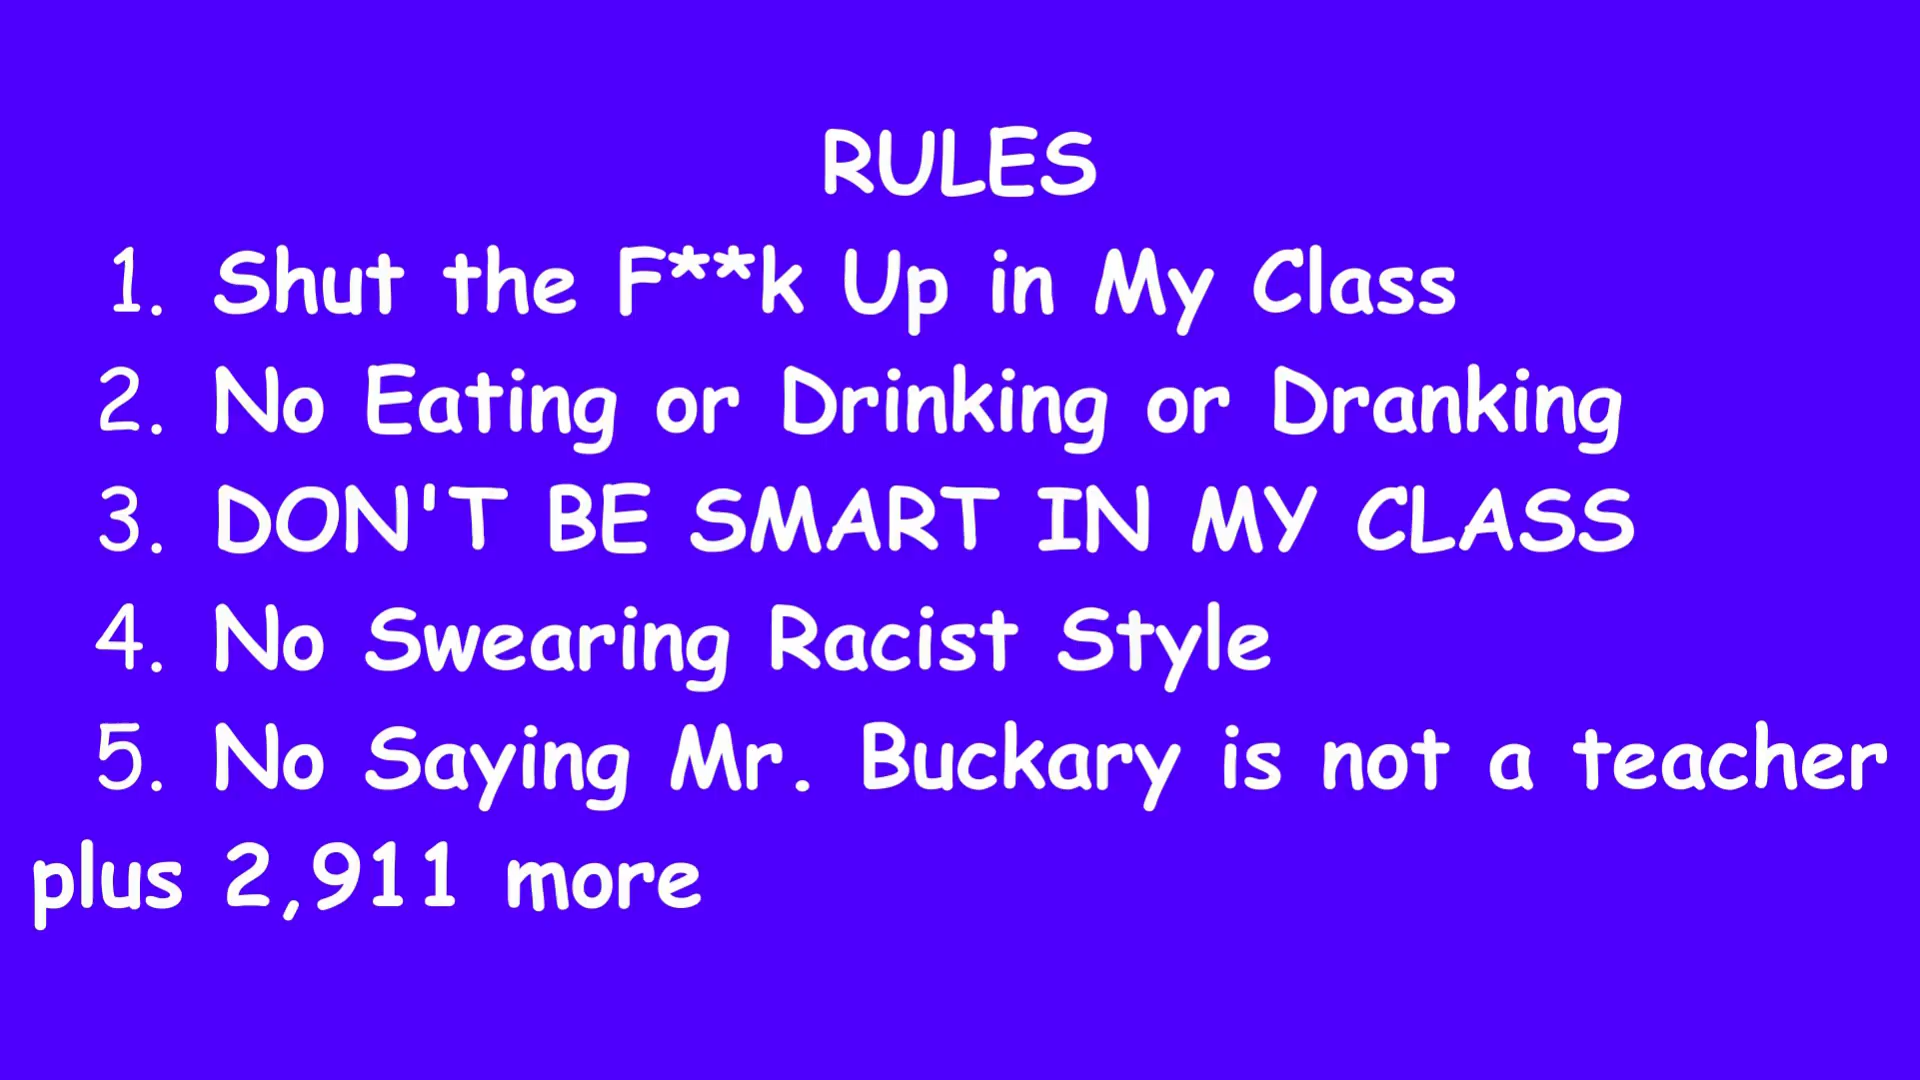 RULES
1. Shut the F**k Up in My Class
2. No Eating or Drinking or Dranking
3. DON'T BE SMART IN MY CLASS
4. No Swearing Racist Style
5. No Saying Mr. Buckary is not a teacher
plus 2,911 more